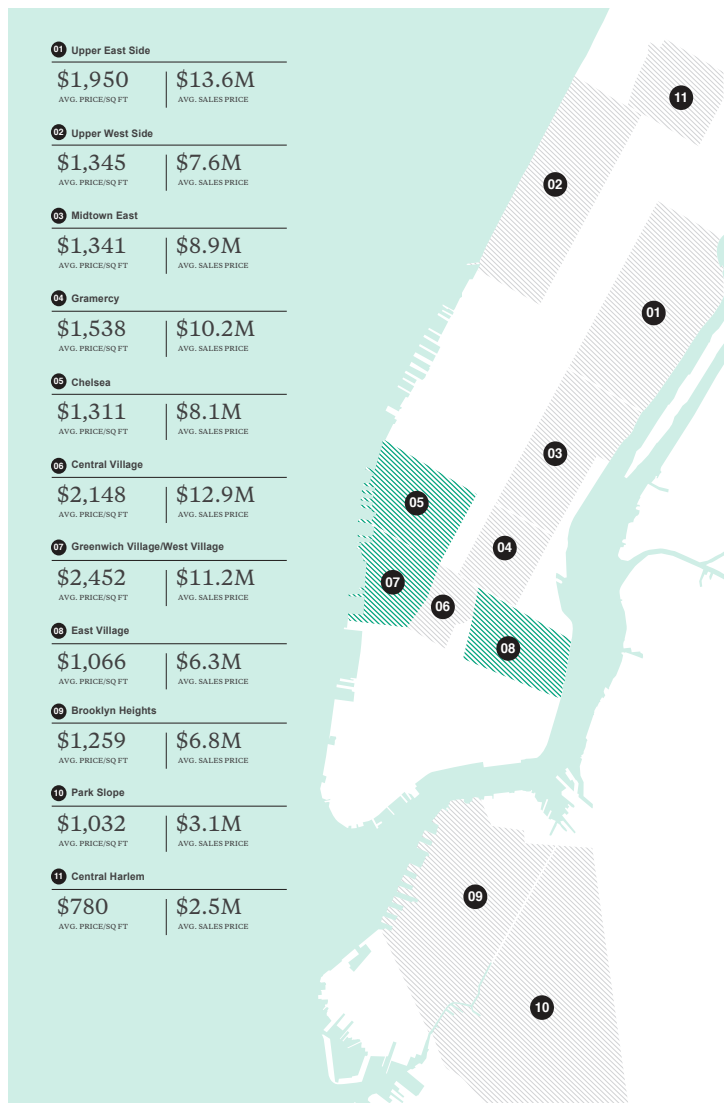 01 Upper East Side
$1,950 $13.6M
AVG. PRICE/SQ FT AVG. SALES PRICE
02 Upper West Side
$1,345 $7.6M
AVG. PRICE/SQ FT AVG. SALES PRICE
03 Midtown East
$1,341 $8.9M
AVG. PRICE/SQ FT AVG. SALES PRICE
04 Gramercy
$1,538 $10.2M
AVG. PRICE/SQ FT AVG. SALES PRICE
05 Chelsea
$1,311 $8.1M
AVG. PRICE/SQ FT AVG. SALES PRICE
06 Central Village
$2,148 $12.9M
AVG. PRICE/SQ FT AVG. SALES PRICE
07 Greenwich Village/West Village
$2,452 $11.2M
AVG. PRICE/SQ FT AVG. SALES PRICE
08 East Village
$1,066 $6.3M
AVG. PRICE/SQ FT AVG. SALES PRICE
09 Brooklyn Heights
$1,259 $6.8M
AVG. PRICE/SQ FT AVG. SALES PRICE
10 Park Slope
$1,032 $3.1M
AVG. PRICE/SQ FT AVG. SALES PRICE
11 Central Harlem
$780 $2.5M
AVG. PRICE/SQ FT AVG. SALES PRICE
11
02
01
03
05
04
07
06
08
09
10